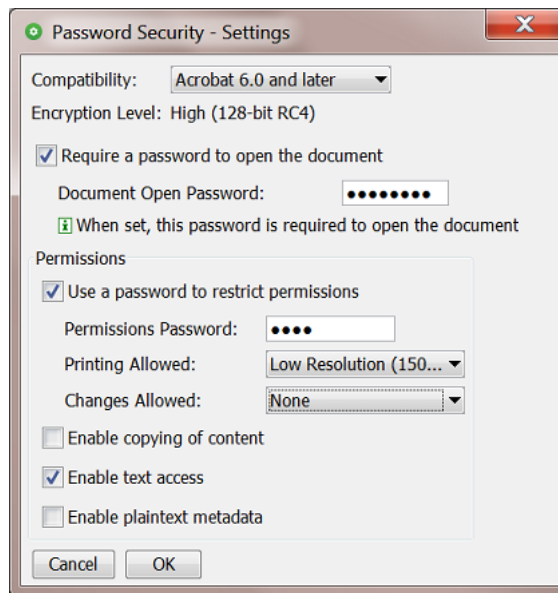 Password Security - Settings
Compatibility: Acrobat 6.0 and later
Encryption Level: High (128-bit RC4)
Require a password to open the document
Document Open Password: ●●●●●●●●
When set, this password is required to open the document
Permissions
Use a password to restrict permissions
Permissions Password: ●●●●
Printing Allowed: Low Resolution (150...
Changes Allowed: None
Enable copying of content
Enable text access
Enable plaintext metadata
Cancel OK